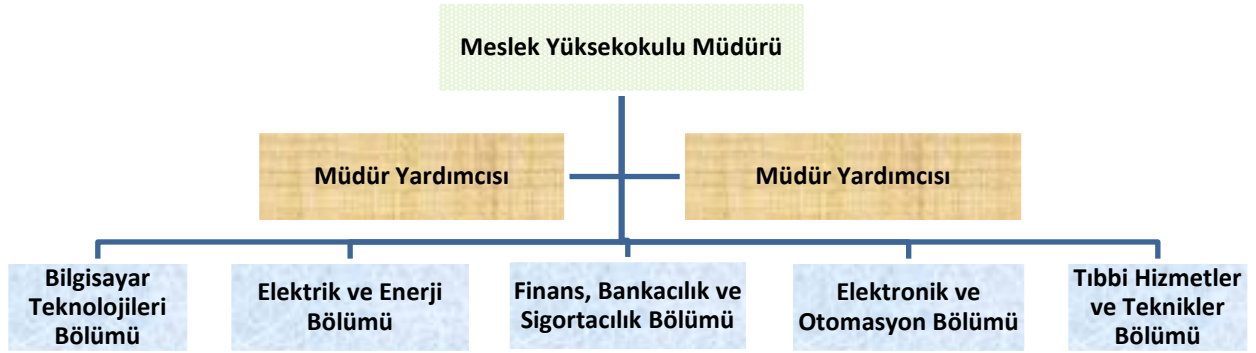 Meslek Yüksekokulu Müdürü
Müdür Yardımcısı
Müdür Yardımcısı
Bilgisayar
Teknolojileri
Bölümü
Elektrik ve Enerji
Bölümü
Finans, Bankacılık ve
Sigortacılık Bölümü
Elektronik ve
Otomasyon Bölümü
Tıbbi Hizmetler
ve Teknikler
Bölümü